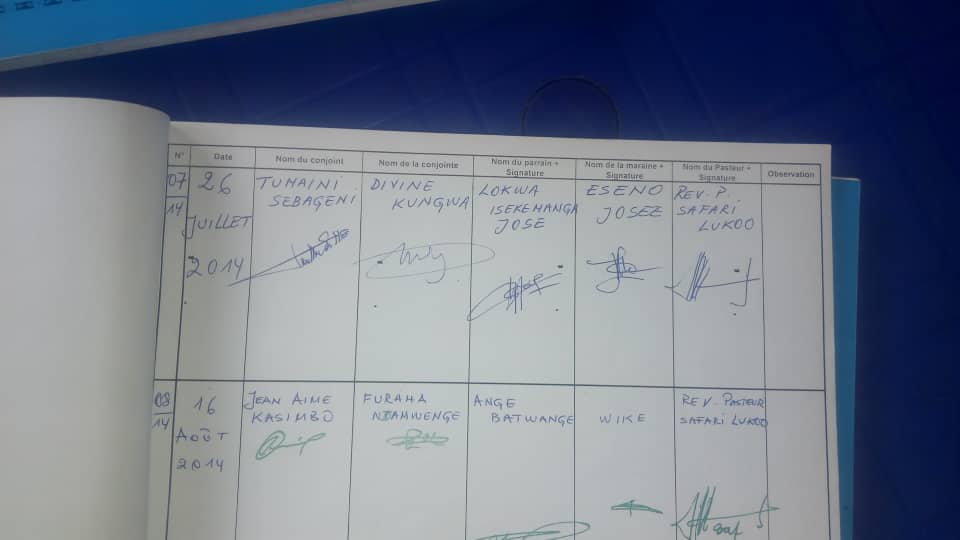 N° Date Nom du conjoint Nom de la conjointe Nom du parrain + Signature Nom de la maraine + Signature Nom du Pasteur + Signature Observation
07
14
26
JUILLET
2014
TUMAINI
SEBAGENI
DIVINE
KUNGWA
LOKWA
ISEKEMANGA
JOSE
ESENO
JOSEE
REV. P.
SAFARI
LUKOO
08
14
16
AOÛT
2014
JEAN AIME
KASIMBO
FURAHA
NTAMWENGE
ANGE
BATWANGE
WIKE
REV. PASTEUR
SAFARI LUKOO